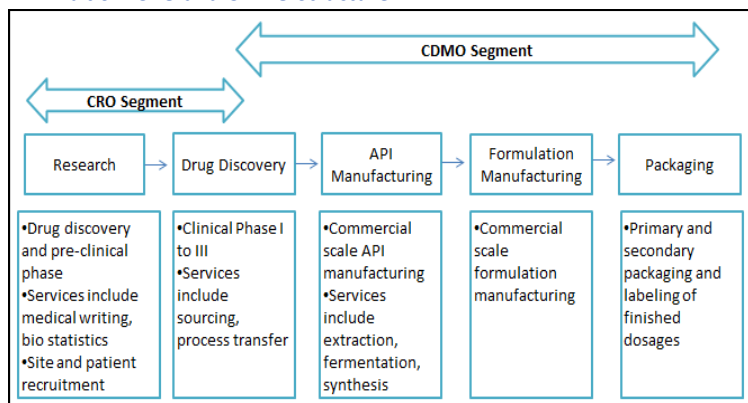 CDMO Segment
CRO Segment
Research
Drug Discovery
API
Manufacturing
Formulation
Manufacturing
Packaging
•Drug discovery
and pre-clinical
phase
•Services include
medical writing,
bio statistics
•Site and patient
recruitment
•Clinical Phase I
to III
•Services
include
sourcing,
process transfer
•Commercial
scale API
manufacturing
•Services
include
extraction,
fermentation,
synthesis
•Commercial
scale
formulation
manufacturing
•Primary and
secondary
packaging and
labeling of
finished
dosages